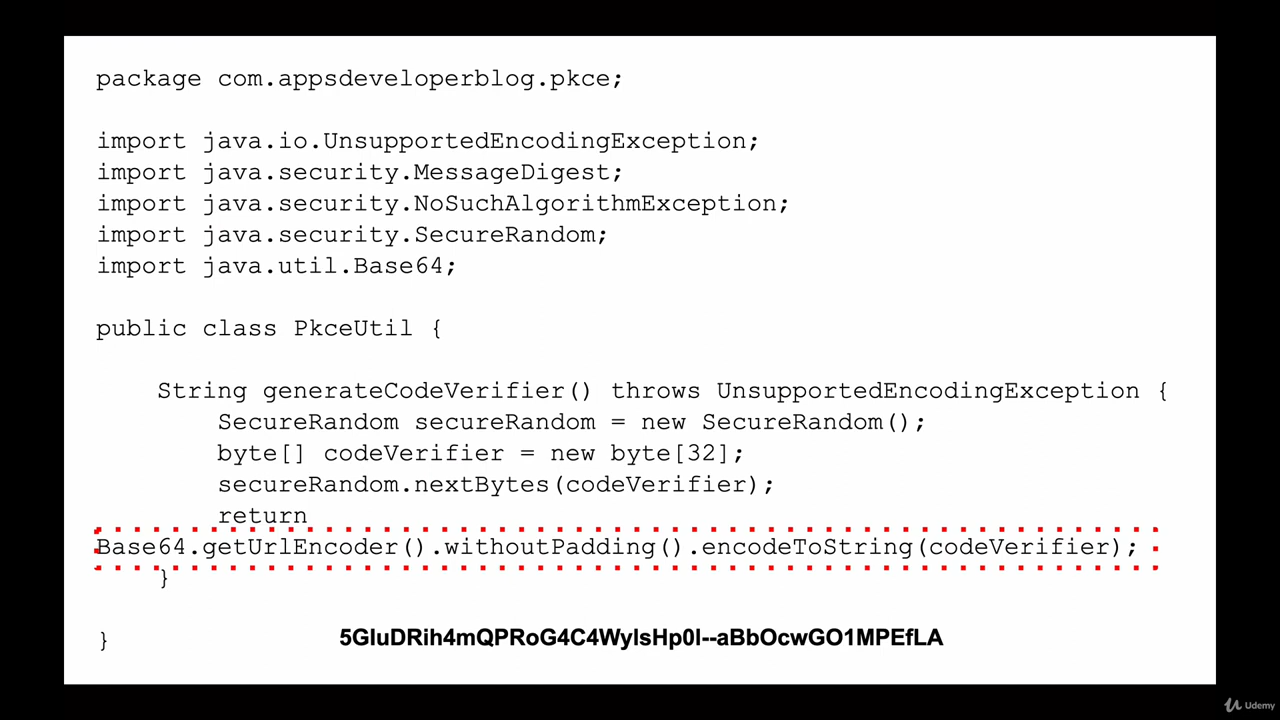 package com.appsdeveloperblog.pkce;
import java.io.UnsupportedEncodingException;
import java.security.MessageDigest;
import java.security.NoSuchAlgorithmException;
import java.security.SecureRandom;
import java.util.Base64;
public class PkceUtil {
String generateCodeVerifier() throws UnsupportedEncodingException {
SecureRandom secureRandom = new SecureRandom();
byte[] codeVerifier = new byte[32];
secureRandom.nextBytes(codeVerifier);
return
Base64.getUrlEncoder().withoutPadding().encodeToString(codeVerifier);
}
}
5GluDRih4mQPRoG4C4WylsHp0l--aBbOcwGO1MPEfLA
Udemy